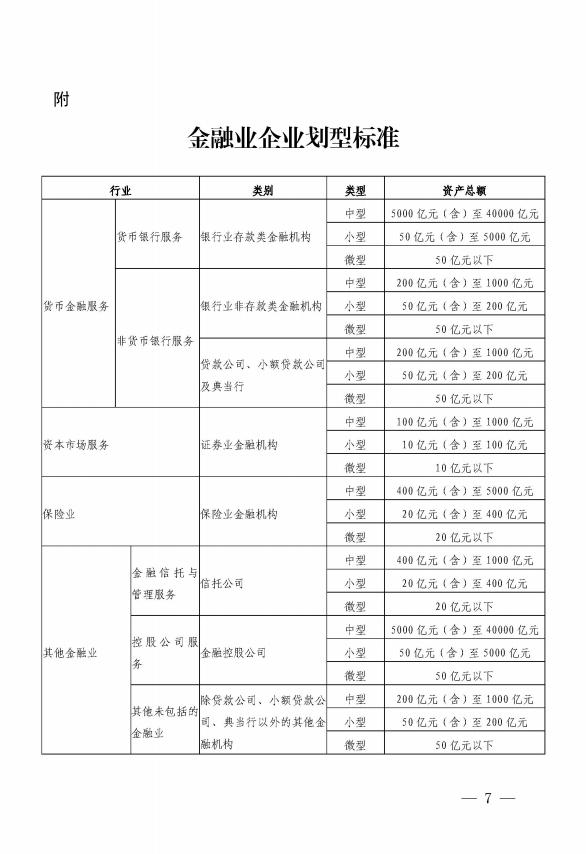 附
金融业企业划型标准
行业 类别 类型 资产总额
货币金融服务 货币银行服务 银行业存款类金融机构 中型 5000亿元（含）至40000亿元
小型 50亿元（含）至5000亿元
微型 50亿元以下
非货币银行服务 银行业非存款类金融机构 中型 200亿元（含）至1000亿元
小型 50亿元（含）至200亿元
微型 50亿元以下
贷款公司、小额贷款公司
及典当行 中型 200亿元（含）至1000亿元
小型 50亿元（含）至200亿元
微型 50亿元以下
资本市场服务 证券业金融机构 中型 100亿元（含）至1000亿元
小型 10亿元（含）至100亿元
微型 10亿元以下
保险业 保险业金融机构 中型 400亿元（含）至5000亿元
小型 20亿元（含）至400亿元
微型 20亿元以下
其他金融业 金融信托与
管理服务 信托公司 中型 400亿元（含）至1000亿元
小型 20亿元（含）至400亿元
微型 20亿元以下
控股公司服
务 金融控股公司 中型 5000亿元（含）至40000亿元
小型 50亿元（含）至5000亿元
微型 50亿元以下
其他未包括的
金融业 除贷款公司、小额贷款公
司、典当行以外的其他金
融机构 中型 200亿元（含）至1000亿元
小型 50亿元（含）至200亿元
微型 50亿元以下
— 7 —